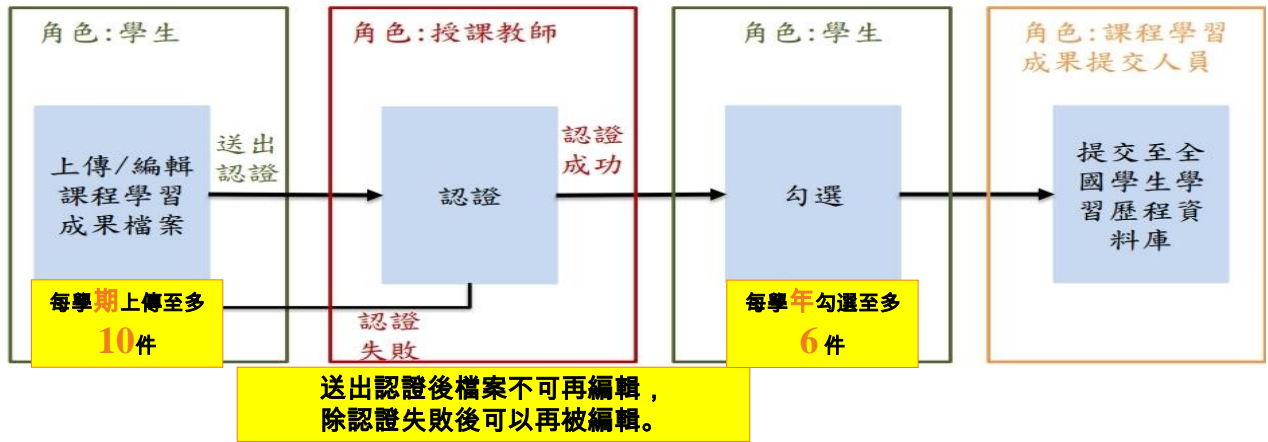 角色:學生
上傳/編輯
課程學習
成果檔案
送出
認證
每學期上傳至多
10件
角色:授課教師
認證
認證
成功
認證
失敗
送出認證後檔案不可再編輯，
除認證失敗後可以再被編輯。
角色:學生
勾選
每學年勾選至多
6 件
角色:課程學習
成果提交人員
提交至全
國學生學
習歷程資
料庫